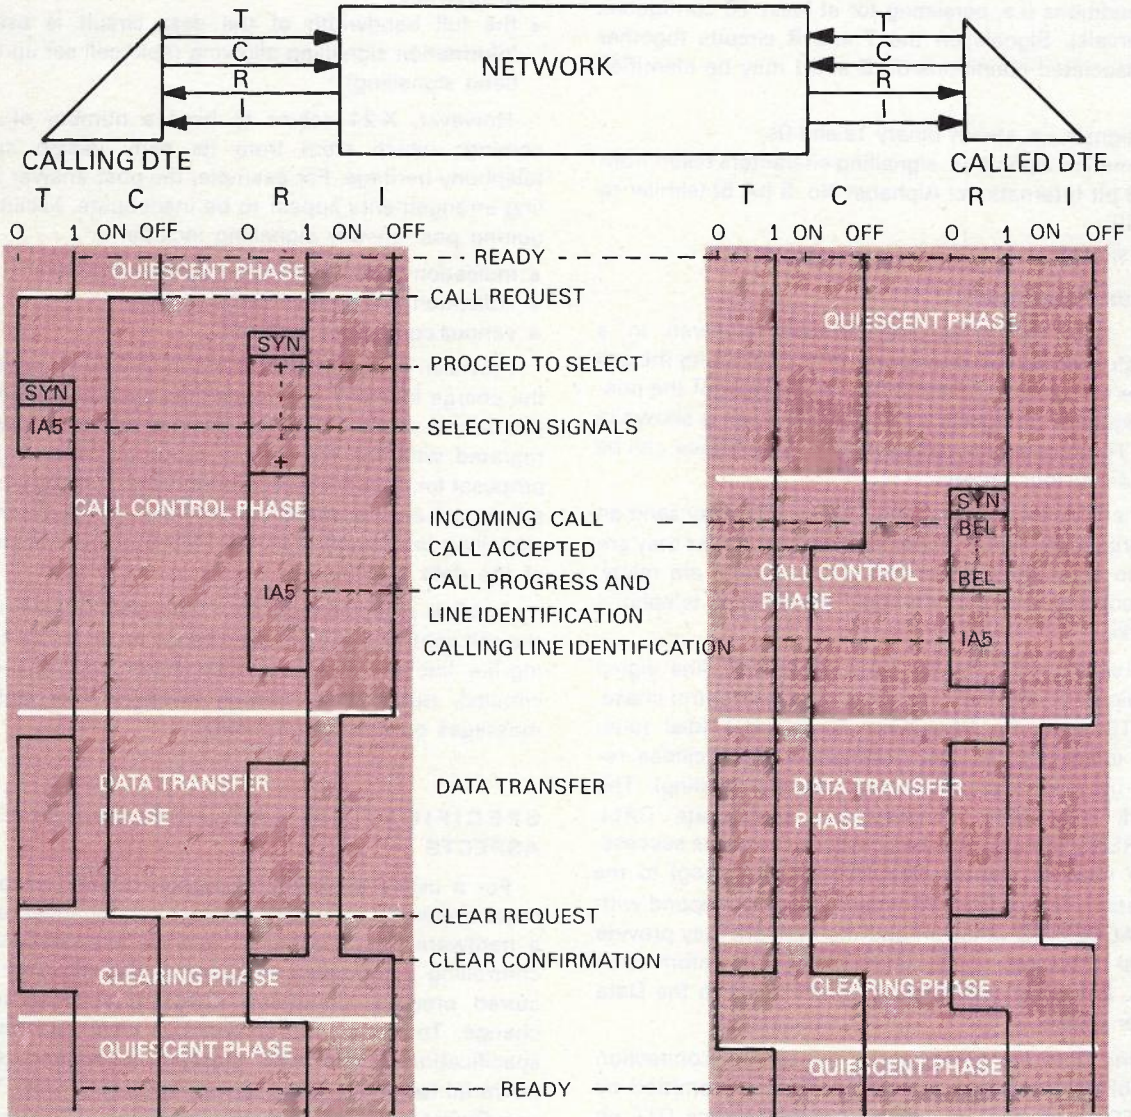 T
C
R
I
NETWORK
T
C
R
I
CALLING DTE
CALLED DTE
T C R I
0 1 ON OFF 0 1 ON OFF
T C R
0 1 ON OFF 0 1 ON OFF
READY
QUIESCENT PHASE
CALL REQUEST
QUIESCENT PHASE
SYN
+
PROCEED TO SELECT
SYN
IA5
SELECTION SIGNALS
+
CALL CONTROL PHASE
SYN
INCOMING CALL
BEL
CALL ACCEPTED
CALL CONTROL
PHASE
BEL
IA5
CALL PROGRESS AND
LINE IDENTIFICATION
CALLING LINE IDENTIFICATION
IA5
DATA TRANSFER
PHASE
DATA TRANSFER
DATA TRANSFER
PHASE
CLEAR REQUEST
CLEAR CONFIRMATION
CLEARING PHASE
CLEARING PHASE
QUIESCENT PHASE
QUIESCENT PHASE
READY